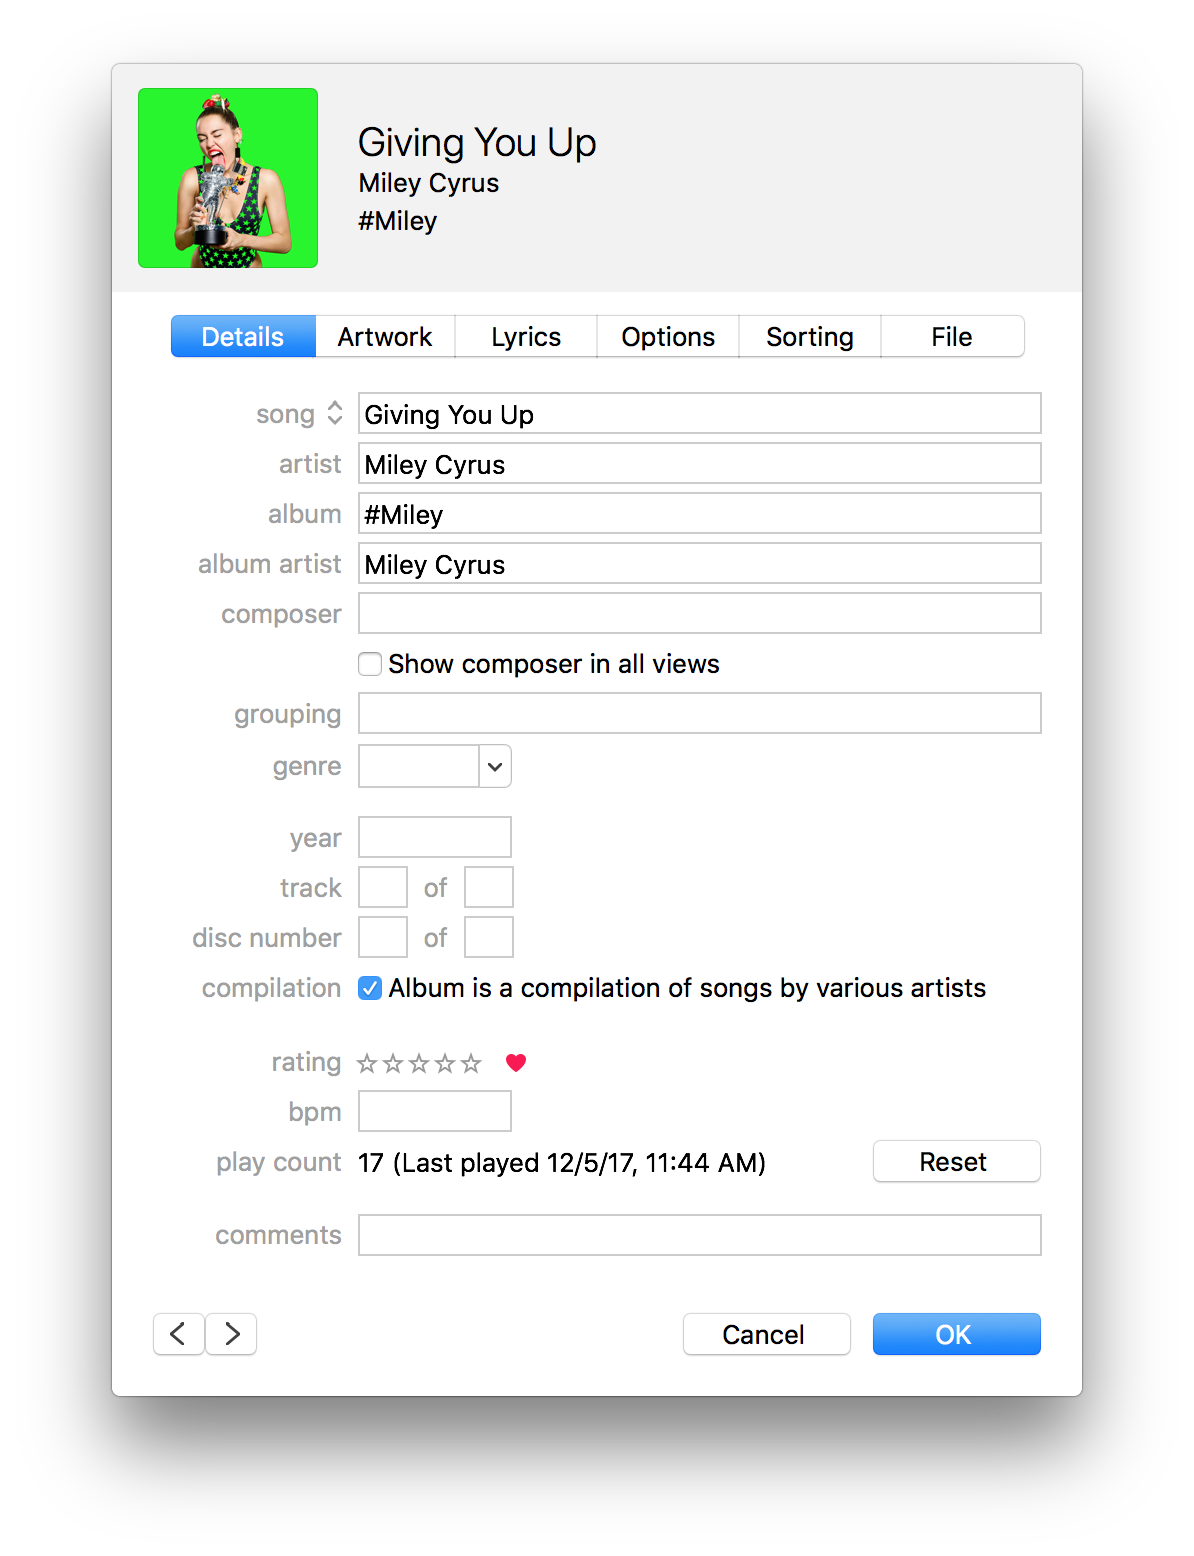 Giving You Up
Miley Cyrus
#Miley
Details Artwork Lyrics Options Sorting File
song Giving You Up
artist Miley Cyrus
album #Miley
album artist Miley Cyrus
composer
Show composer in all views
grouping
genre
year
track of
disc number of
compilation Album is a compilation of songs by various artists
rating
bpm
play count 17 (Last played 12/5/17, 11:44 AM) Reset
comments
Cancel OK